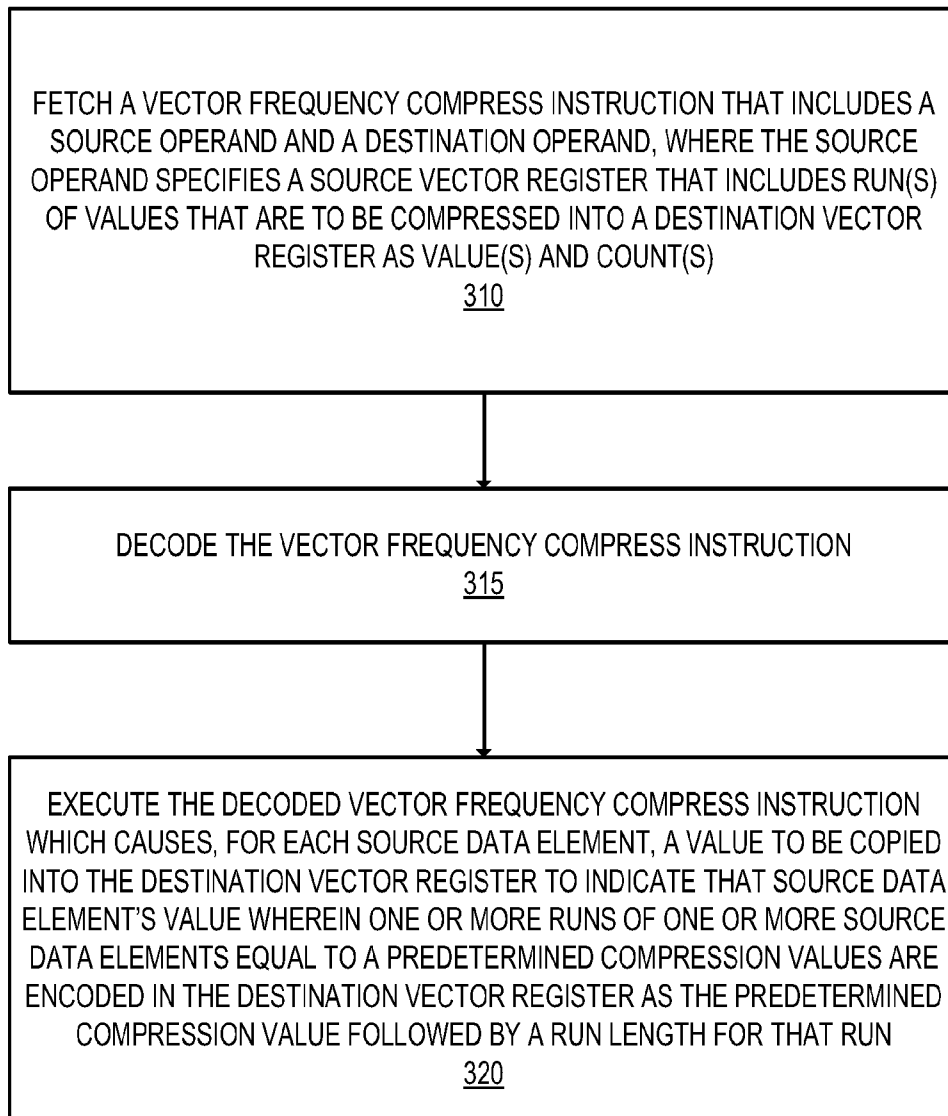 FETCH A VECTOR FREQUENCY COMPRESS INSTRUCTION THAT INCLUDES A
SOURCE OPERAND AND A DESTINATION OPERAND, WHERE THE SOURCE
OPERAND SPECIFIES A SOURCE VECTOR REGISTER THAT INCLUDES RUN(S)
OF VALUES THAT ARE TO BE COMPRESSED INTO A DESTINATION VECTOR
REGISTER AS VALUE(S) AND COUNT(S)
310
DECODE THE VECTOR FREQUENCY COMPRESS INSTRUCTION
315
EXECUTE THE DECODED VECTOR FREQUENCY COMPRESS INSTRUCTION
WHICH CAUSES, FOR EACH SOURCE DATA ELEMENT, A VALUE TO BE COPIED
INTO THE DESTINATION VECTOR REGISTER TO INDICATE THAT SOURCE DATA
ELEMENT'S VALUE WHEREIN ONE OR MORE RUNS OF ONE OR MORE SOURCE
DATA ELEMENTS EQUAL TO A PREDETERMINED COMPRESSION VALUES ARE
ENCODED IN THE DESTINATION VECTOR REGISTER AS THE PREDETERMINED
COMPRESSION VALUE FOLLOWED BY A RUN LENGTH FOR THAT RUN
320